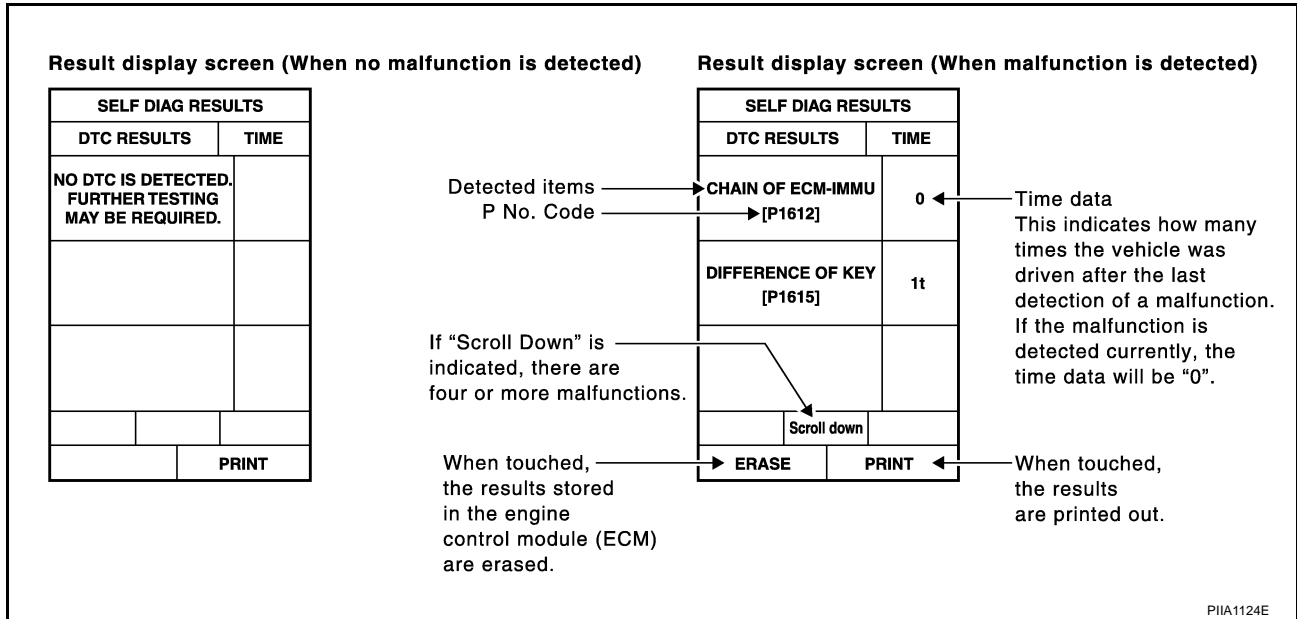 Result display screen (When no malfunction is detected)
SELF DIAG RESULTS
DTC RESULTS TIME
NO DTC IS DETECTED.
FURTHER TESTING
MAY BE REQUIRED.
PRINT
Result display screen (When malfunction is detected)
SELF DIAG RESULTS
DTC RESULTS TIME
Detected items
P No. Code
CHAIN OF ECM-IMMU
[P1612]
0
Time data
This indicates how many
times the vehicle was
driven after the last
detection of a malfunction.
If the malfunction is
detected currently, the
time data will be “0”.
DIFFERENCE OF KEY
[P1615]
1t
If “Scroll Down” is
indicated, there are
four or more malfunctions.
Scroll down
When touched,
the results stored
in the engine
control module (ECM)
are erased.
ERASE PRINT
When touched,
the results
are printed out.
PIIA1124E